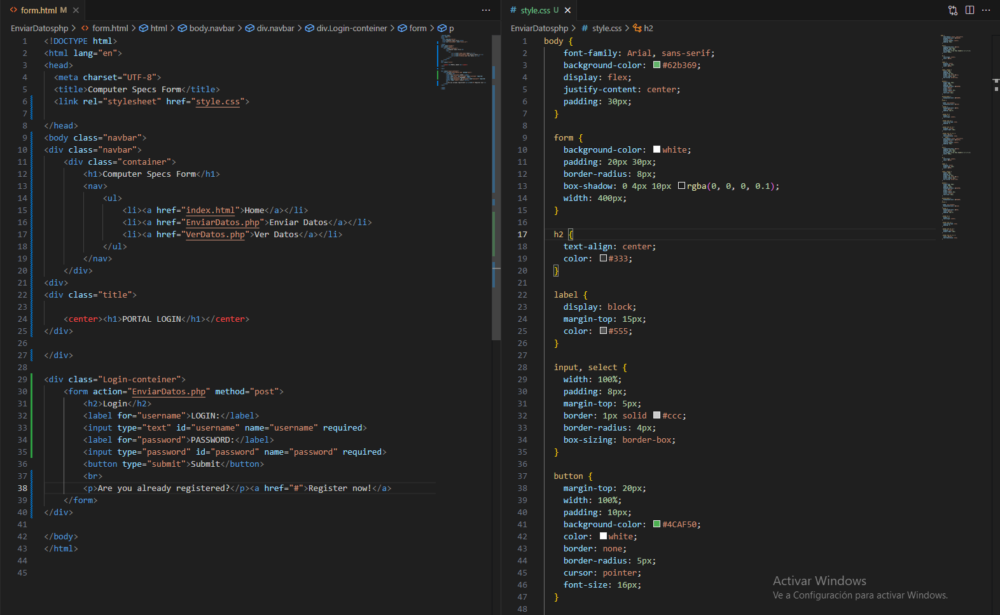 form.html M
EnviarDatosphp > form.html > html > body.navbar > div.navbar > div.Login-conteiner > form > p
1 <!DOCTYPE html>
2 <html lang="en">
3 <head>
4 <meta charset="UTF-8">
5 <title>Computer Specs Form</title>
6 <link rel="stylesheet" href="style.css">
7
8 </head>
9 <body class="navbar">
10 <div class="navbar">
11 <div class="container">
12 <h1>Computer Specs Form</h1>
13 <nav>
14 <ul>
15 <li><a href="index.html">Home</a></li>
16 <li><a href="EnviarDatos.php">Enviar Datos</a></li>
17 <li><a href="VerDatos.php">Ver Datos</a></li>
18 </ul>
19 </nav>
20 </div>
21 <div>
22 <div class="title">
23
24 <center><h1>PORTAL LOGIN</h1></center>
25 </div>
26
27 </div>
28
29 <div class="Login-conteiner">
30 <form action="EnviarDatos.php" method="post">
31 <h2>Login</h2>
32 <label for="username">LOGIN:</label>
33 <input type="text" id="username" name="username" required>
34 <label for="password">PASSWORD:</label>
35 <input type="password" id="password" name="password" required>
36 <button type="submit">Submit</button>
37 <br>
38 <p>Are you already registered?</p><a href="#">Register now!</a>
39 </form>
40 </div>
41
42 </body>
43 </html>
44
45
# style.css U
EnviarDatosphp > # style.css > h2
1 body {
2 font-family: Arial, sans-serif;
3 background-color: #62b369;
4 display: flex;
5 justify-content: center;
6 padding: 30px;
7 }
8
9 form {
10 background-color: white;
11 padding: 20px 30px;
12 border-radius: 8px;
13 box-shadow: 0 4px 10px rgba(0, 0, 0, 0.1);
14 width: 400px;
15 }
16
17 h2 {
18 text-align: center;
19 color: #333;
20 }
21
22 label {
23 display: block;
24 margin-top: 15px;
25 color: #555;
26 }
27
28 input, select {
29 width: 100%;
30 padding: 8px;
31 margin-top: 5px;
32 border: 1px solid #ccc;
33 border-radius: 4px;
34 box-sizing: border-box;
35 }
36
37 button {
38 margin-top: 20px;
39 width: 100%;
40 padding: 10px;
41 background-color: #4CAF50;
42 color: white;
43 border: none;
44 border-radius: 5px;
45 cursor: pointer;
46 font-size: 16px;
47 }
48
Activar Windows
Ve a Configuración para activar Windows.